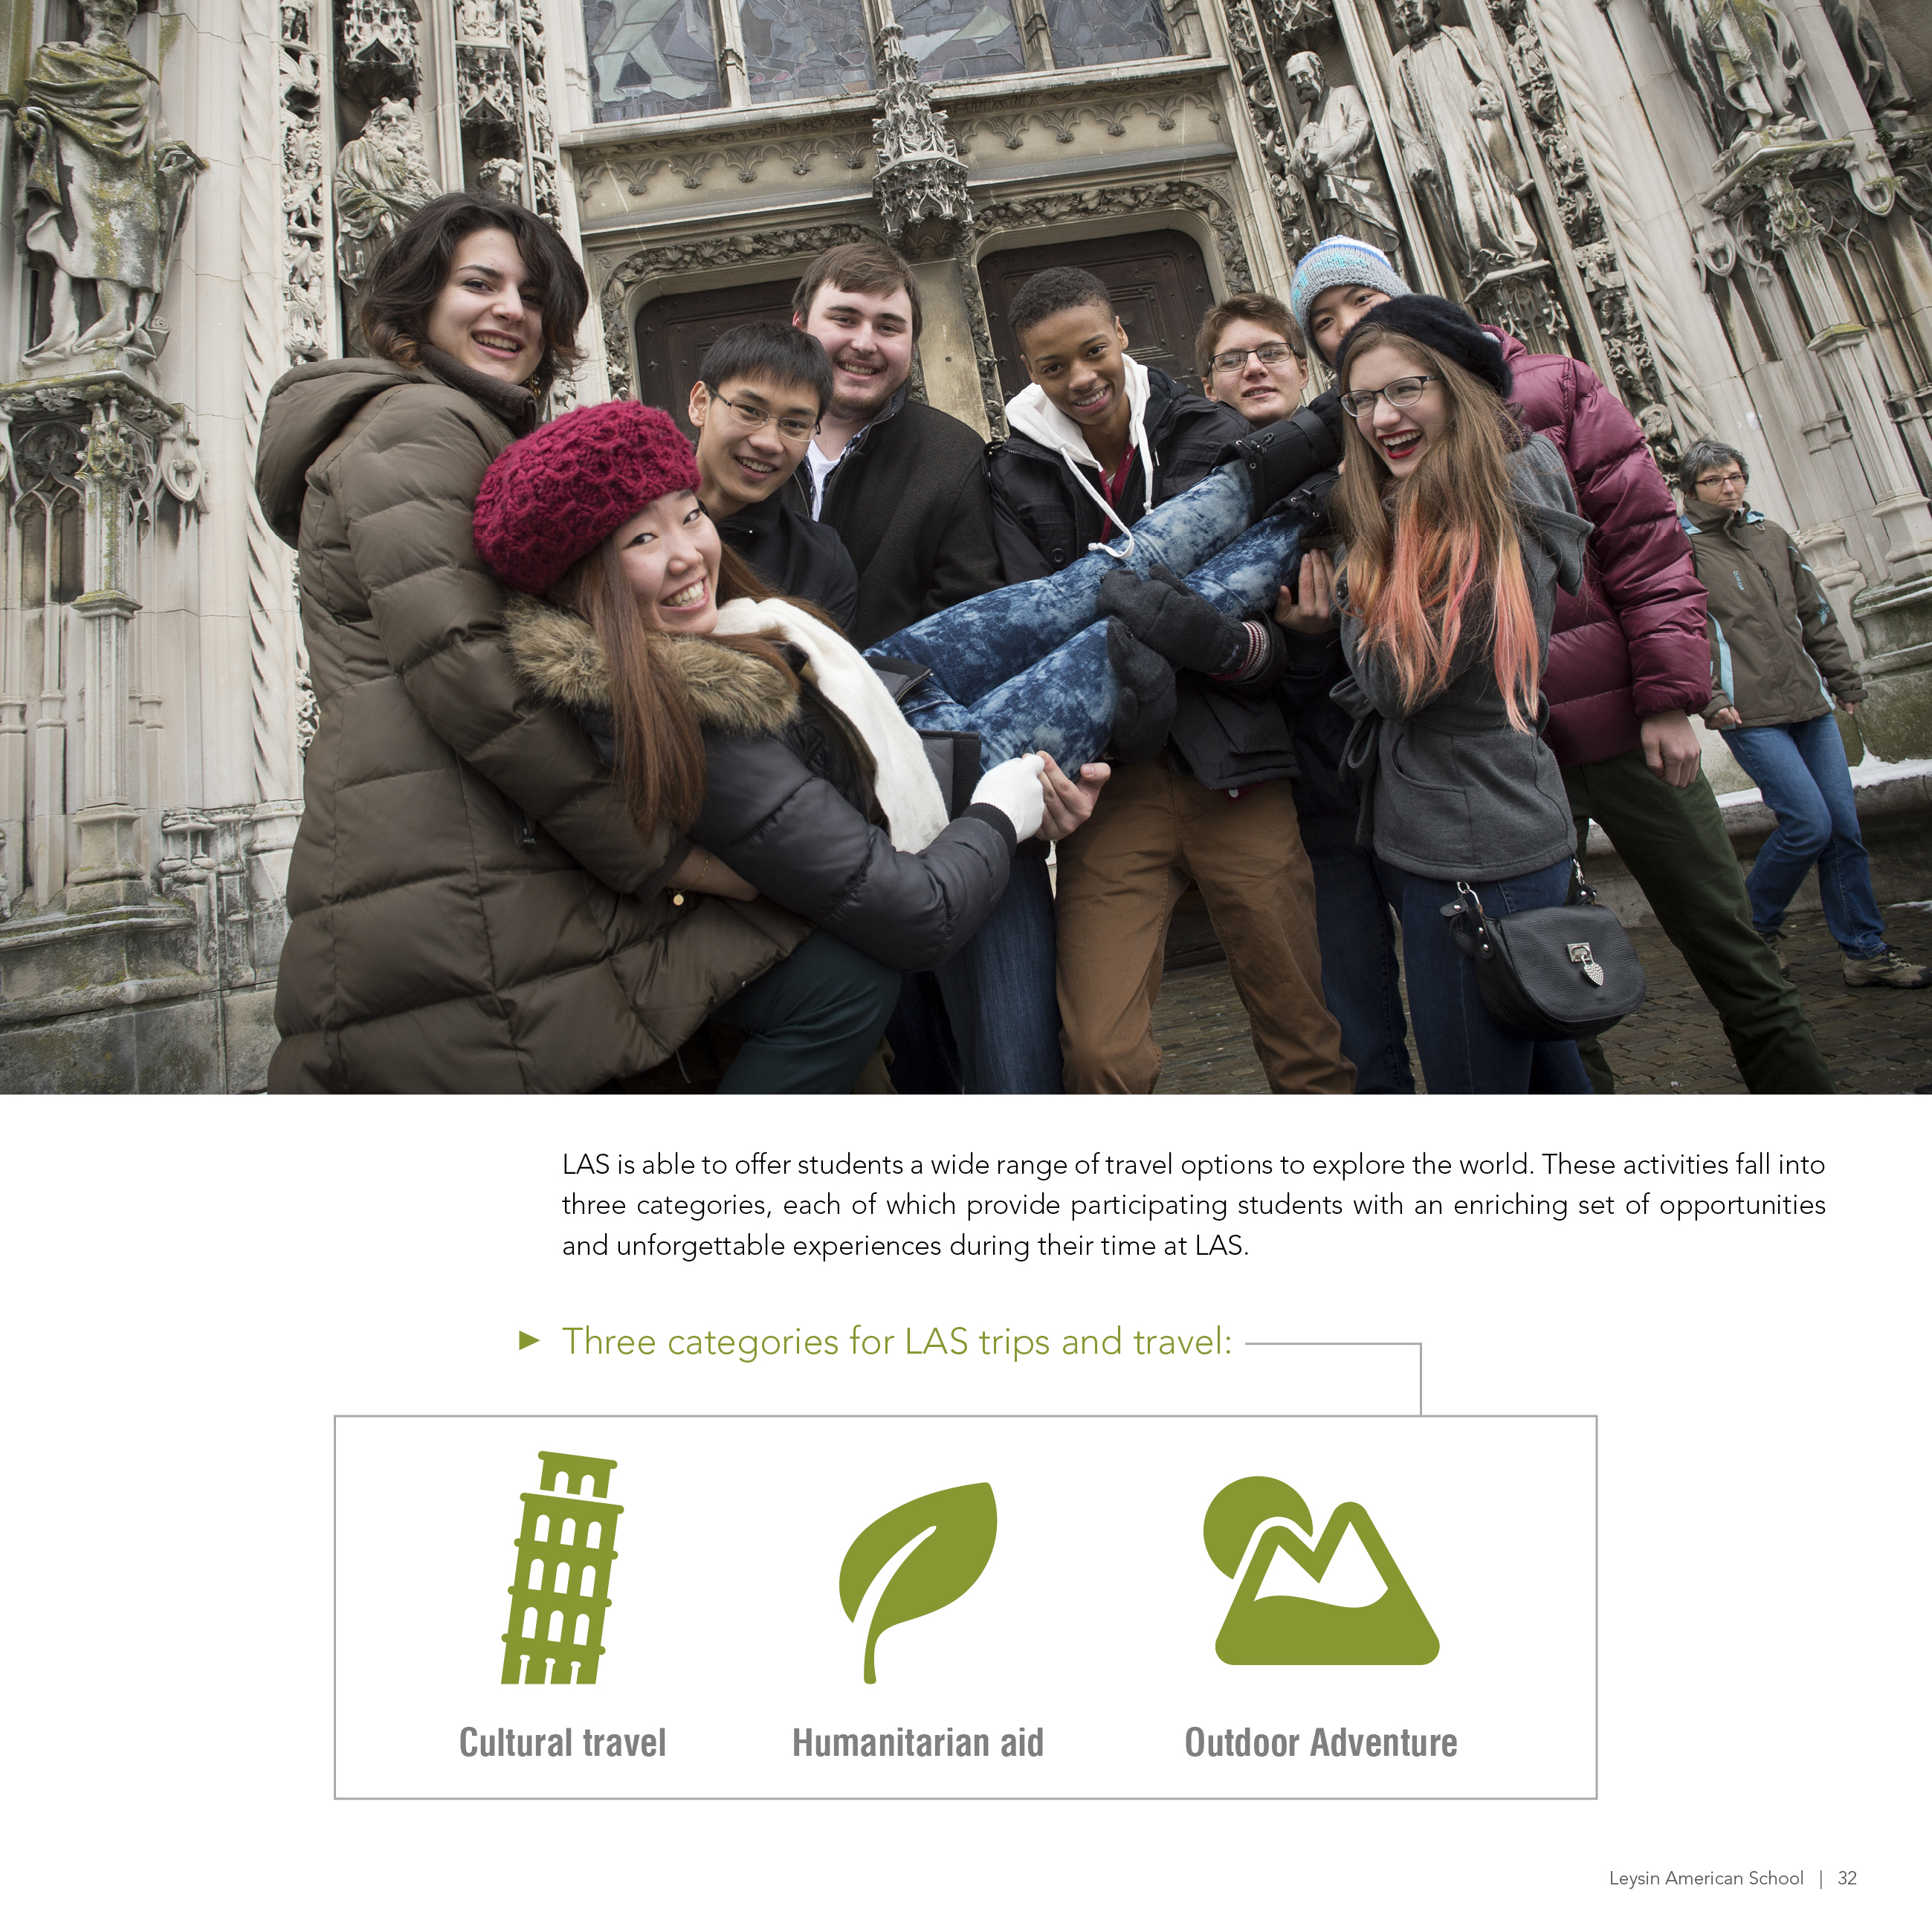 LAS is able to offer students a wide range of travel options to explore the world. These activities fall into
three categories, each of which provide participating students with an enriching set of opportunities
and unforgettable experiences during their time at LAS.
► Three categories for LAS trips and travel:
Cultural travel
Humanitarian aid
Outdoor Adventure
Leysin American School | 32